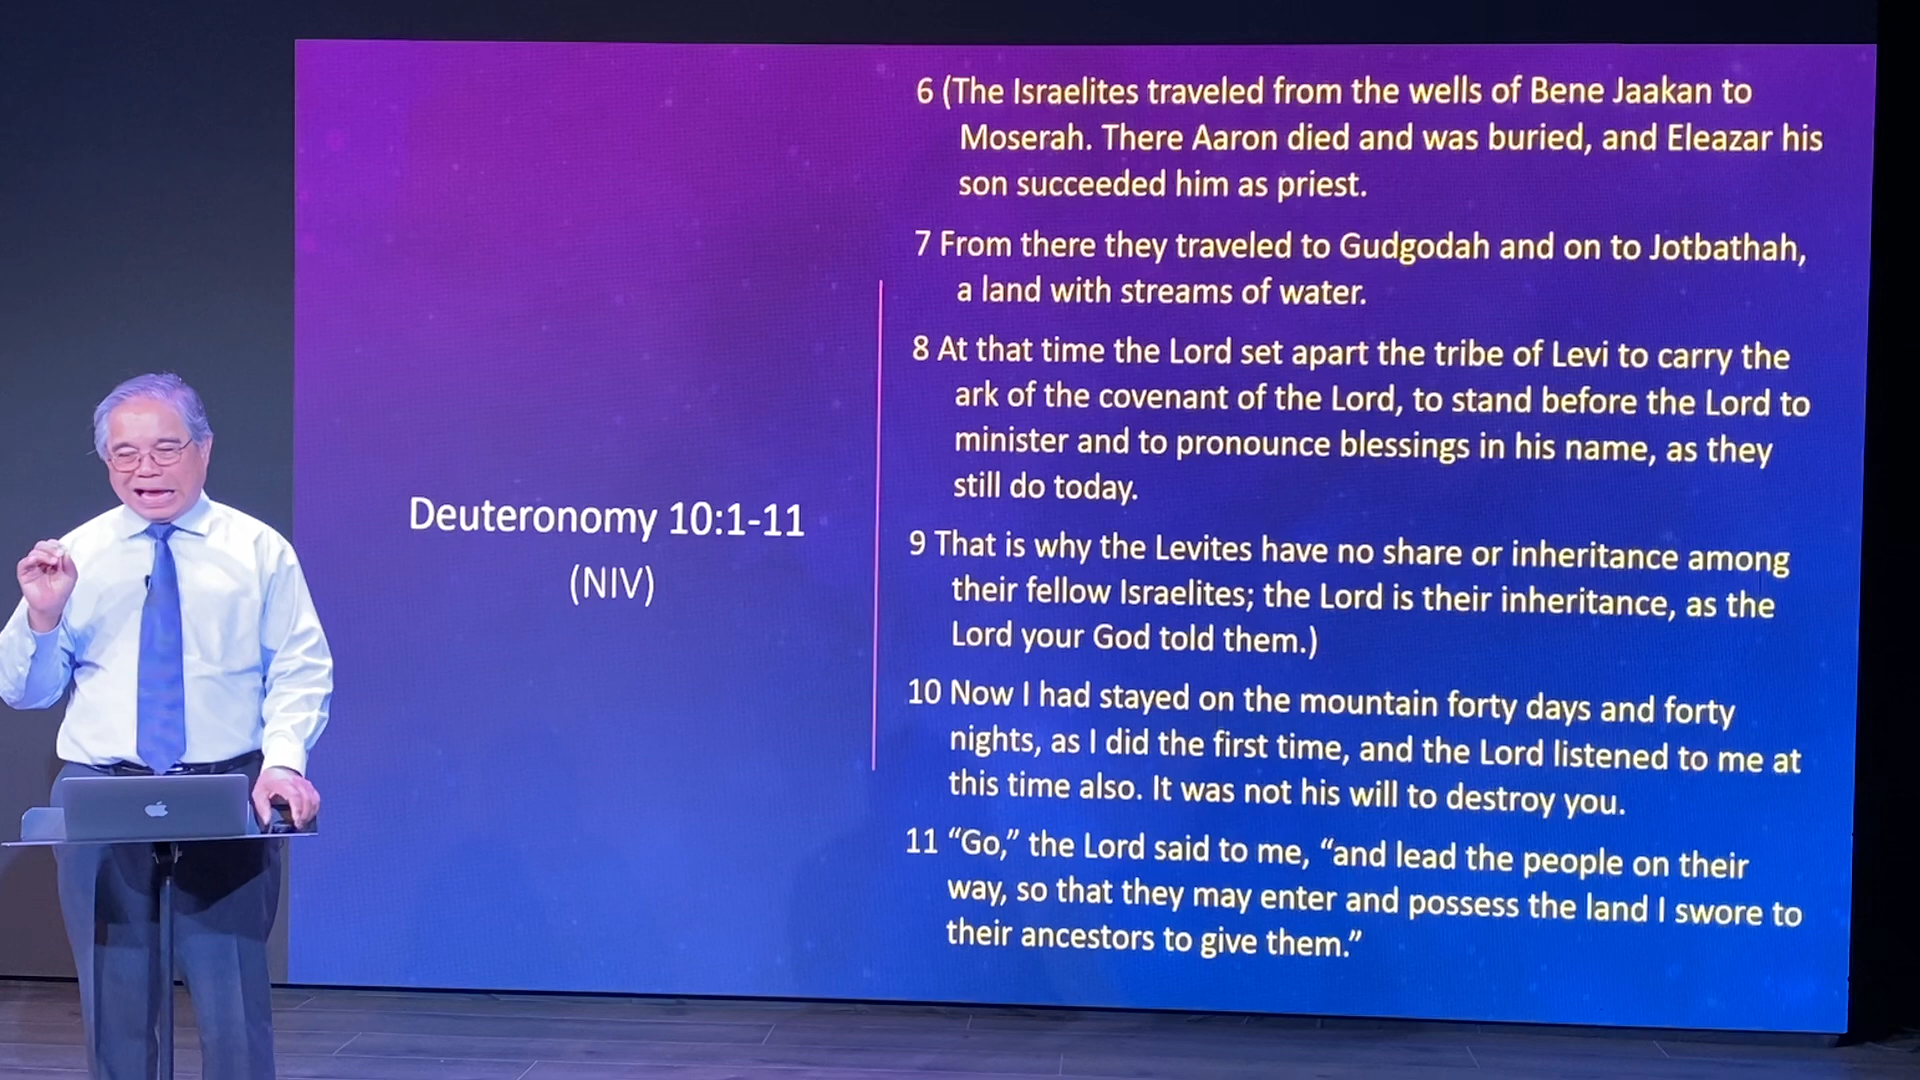 Deuteronomy 10:1-11
(NIV)
6 (The Israelites traveled from the wells of Bene Jaakan to
Moserah. There Aaron died and was buried, and Eleazar his
son succeeded him as priest.
7 From there they traveled to Gudgodah and on to Jotbathah,
a land with streams of water.
8 At that time the Lord set apart the tribe of Levi to carry the
ark of the covenant of the Lord, to stand before the Lord to
minister and to pronounce blessings in his name, as they
still do today.
9 That is why the Levites have no share or inheritance among
their fellow Israelites; the Lord is their inheritance, as the
Lord your God told them.)
10 Now I had stayed on the mountain forty days and forty
nights, as I did the first time, and the Lord listened to me at
this time also. It was not his will to destroy you.
11 “Go,” the Lord said to me, “and lead the people on their
way, so that they may enter and possess the land I swore to
their ancestors to give them.”